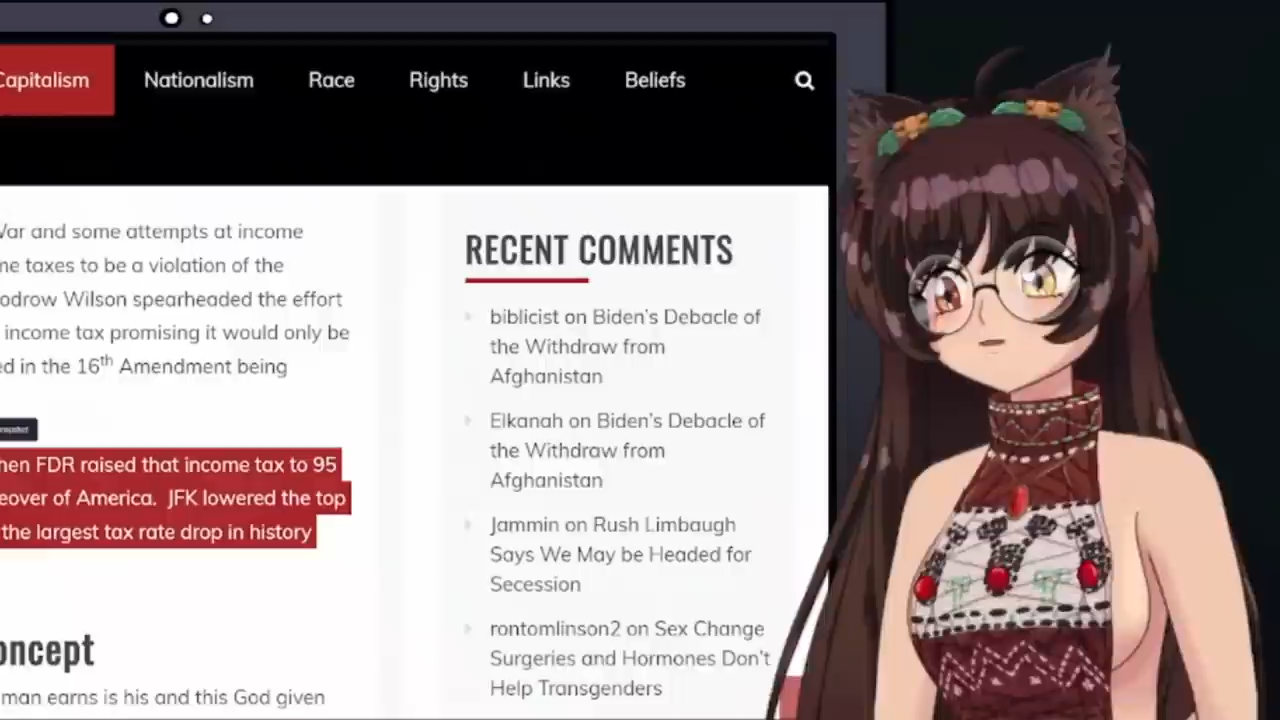 Capitalism Nationalism Race Rights Links Beliefs
War and some attempts at income
me taxes to be a violation of the
odrow Wilson spearheaded the effort
income tax promising it would only be
ed in the 16th Amendment being
hen FDR raised that income tax to 95
eover of America. JFK lowered the top
the largest tax rate drop in history
oncept
man earns is his and this God given
RECENT COMMENTS
biblicist on Biden's Debacle of
the Withdraw from
Afghanistan
Elkanah on Biden's Debacle of
the Withdraw from
Afghanistan
Jammin on Rush Limbaugh
Says We May be Headed for
Secession
rontomlinson2 on Sex Change
Surgeries and Hormones Don't
Help Transgenders